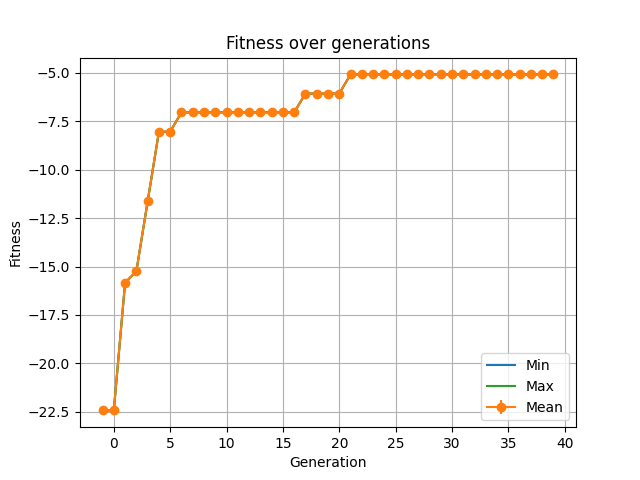 Fitness over generations
Fitness
−5.0
−7.5
−10.0
−12.5
−15.0
−17.5
−20.0
−22.5
0 5 10 15 20 25 30 35 40
Generation
Min
Max
Mean